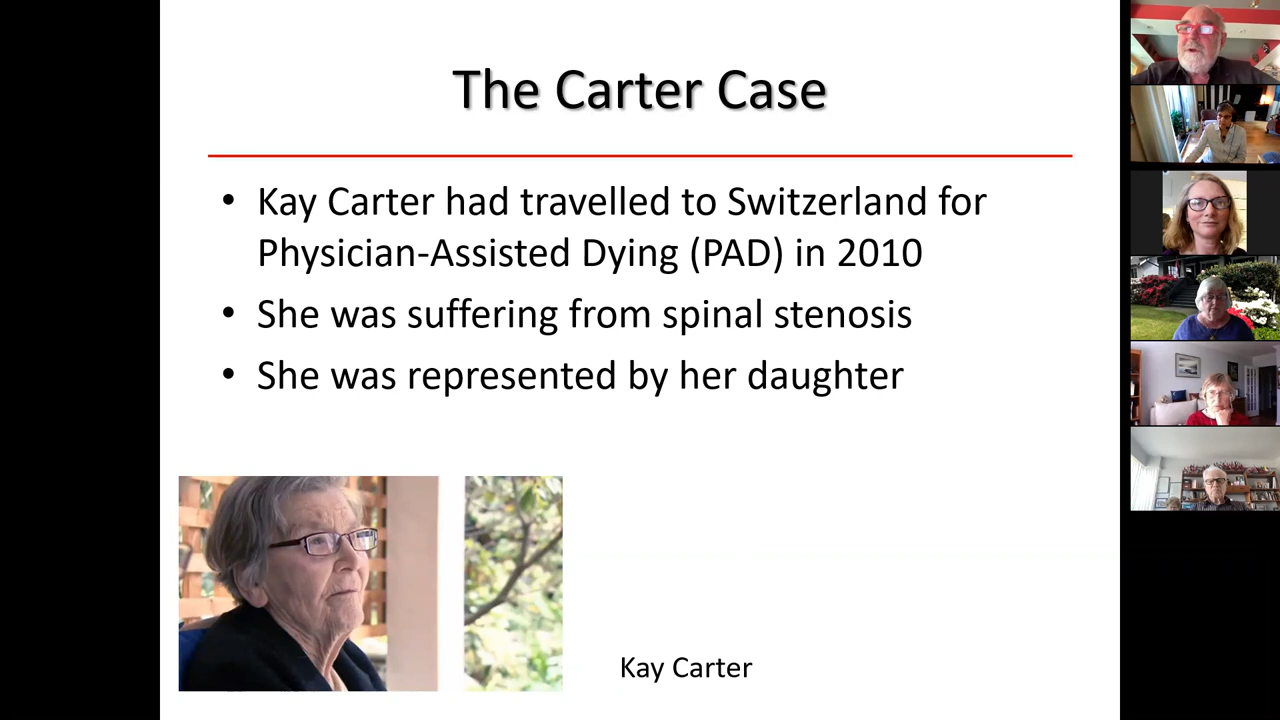 The Carter Case
• Kay Carter had travelled to Switzerland for
Physician-Assisted Dying (PAD) in 2010
• She was suffering from spinal stenosis
• She was represented by her daughter
Kay Carter